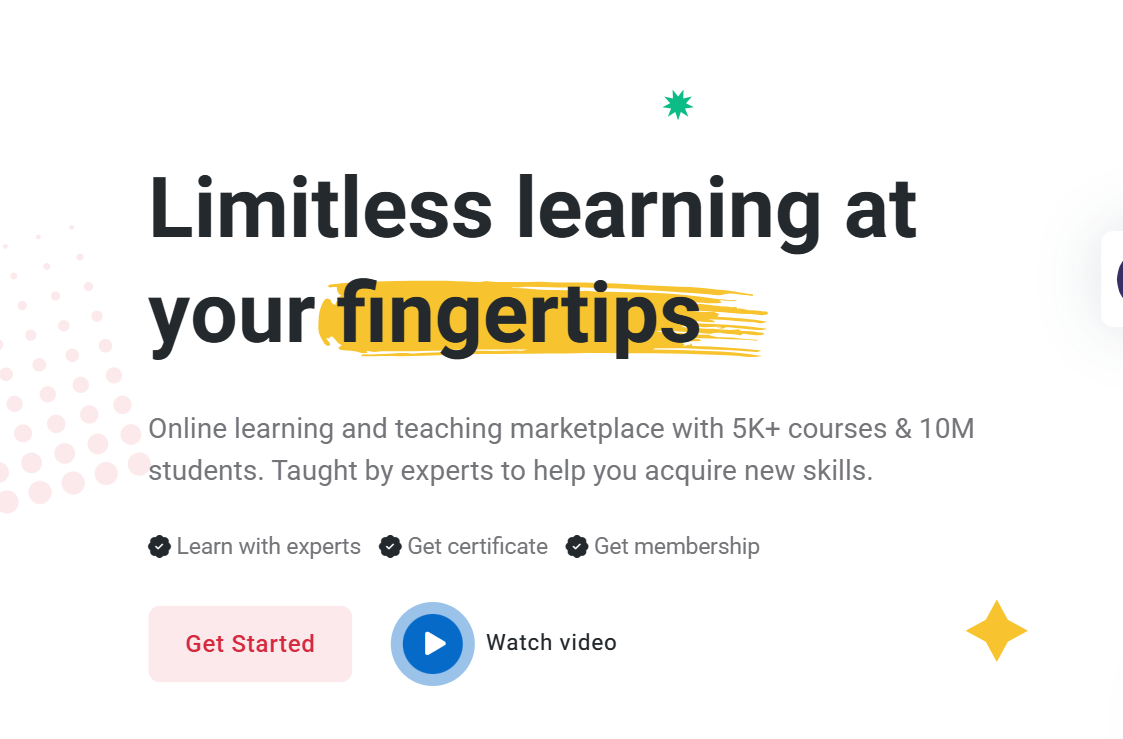 Limitless learning at
your fingertips
Online learning and teaching marketplace with 5K+ courses & 10M
students. Taught by experts to help you acquire new skills.
Learn with experts Get certificate Get membership
Get Started Watch video